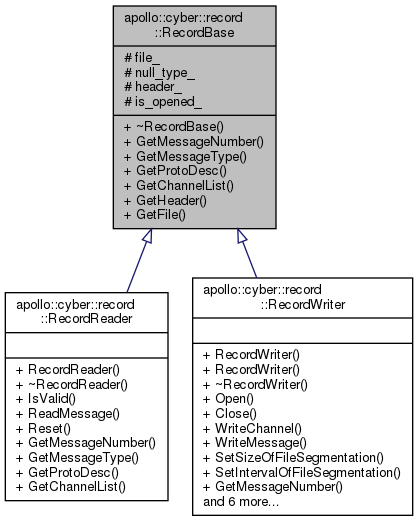 apollo::cyber::record
::RecordBase
# file_
# null_type_
# header_
# is_opened_
+ ~RecordBase()
+ GetMessageNumber()
+ GetMessageType()
+ GetProtoDesc()
+ GetChannelList()
+ GetHeader()
+ GetFile()
apollo::cyber::record
::RecordReader
+ RecordReader()
+ ~RecordReader()
+ IsValid()
+ ReadMessage()
+ Reset()
+ GetMessageNumber()
+ GetMessageType()
+ GetProtoDesc()
+ GetChannelList()
apollo::cyber::record
::RecordWriter
+ RecordWriter()
+ RecordWriter()
+ ~RecordWriter()
+ Open()
+ Close()
+ WriteChannel()
+ WriteMessage()
+ SetSizeOfFileSegmentation()
+ SetIntervalOfFileSegmentation()
+ GetMessageNumber()
and 6 more...